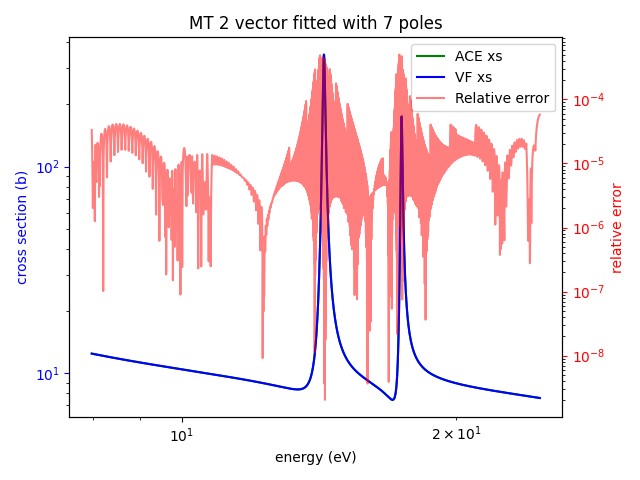 MT 2 vector fitted with 7 poles
ACE xs
VF xs
Relative error
10²
10¹
cross section (b)
10⁻⁴
10⁻⁵
10⁻⁶
10⁻⁷
10⁻⁸
relative error
10¹
2 × 10¹
energy (eV)